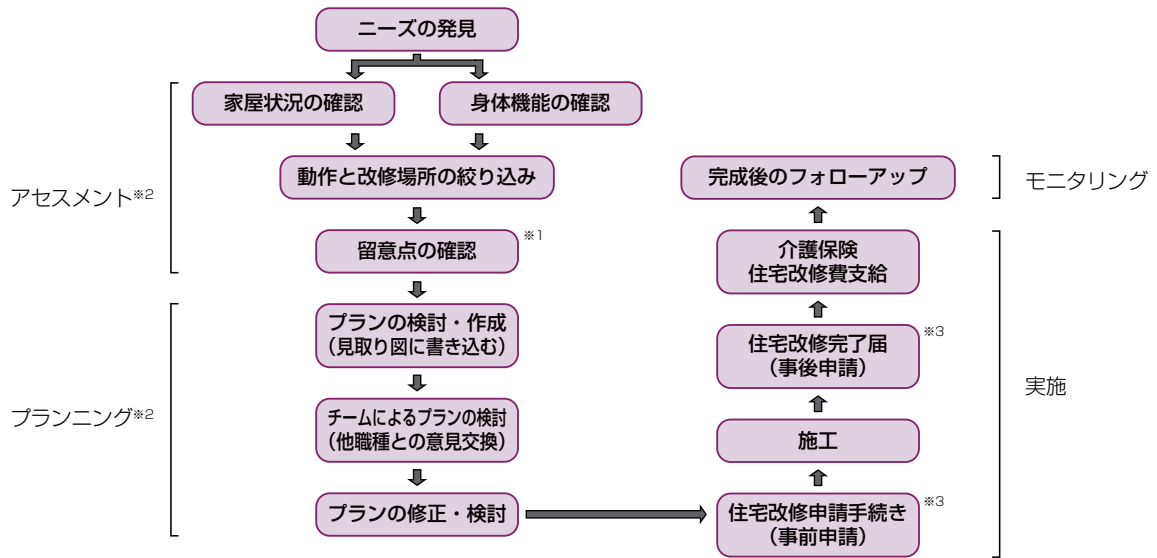 ニーズの発見
家屋状況の確認
身体機能の確認
動作と改修場所の絞り込み
留意点の確認
※1
アセスメント※2
プランの検討・作成
（見取り図に書き込む）
チームによるプランの検討
（他職種との意見交換）
プランの修正・検討
プランニング※2
住宅改修申請手続き
（事前申請）
※3
施工
住宅改修完了届
（事後申請）
※3
介護保険
住宅改修費支給
実施
完成後のフォローアップ
モニタリング